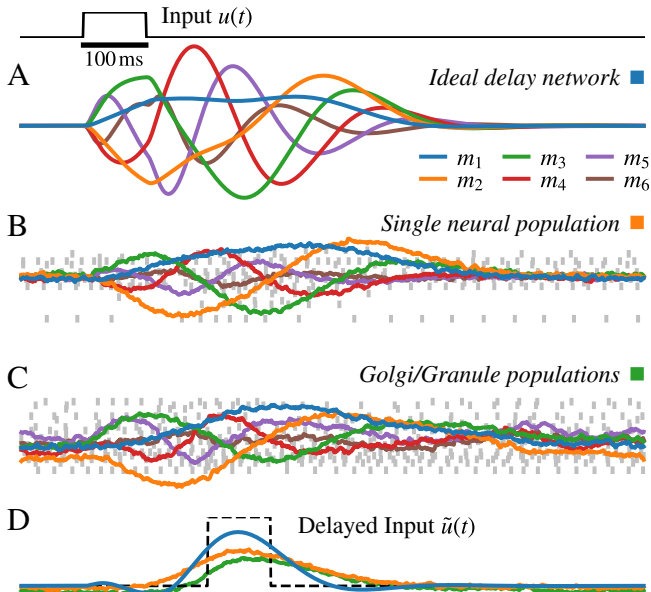 Input u(t)
100 ms
A
Ideal delay network
m₁ m₃ m₅
m₂ m₄ m₆
B
Single neural population
C
Golgi/Granule populations
D
Delayed Input ũ(t)